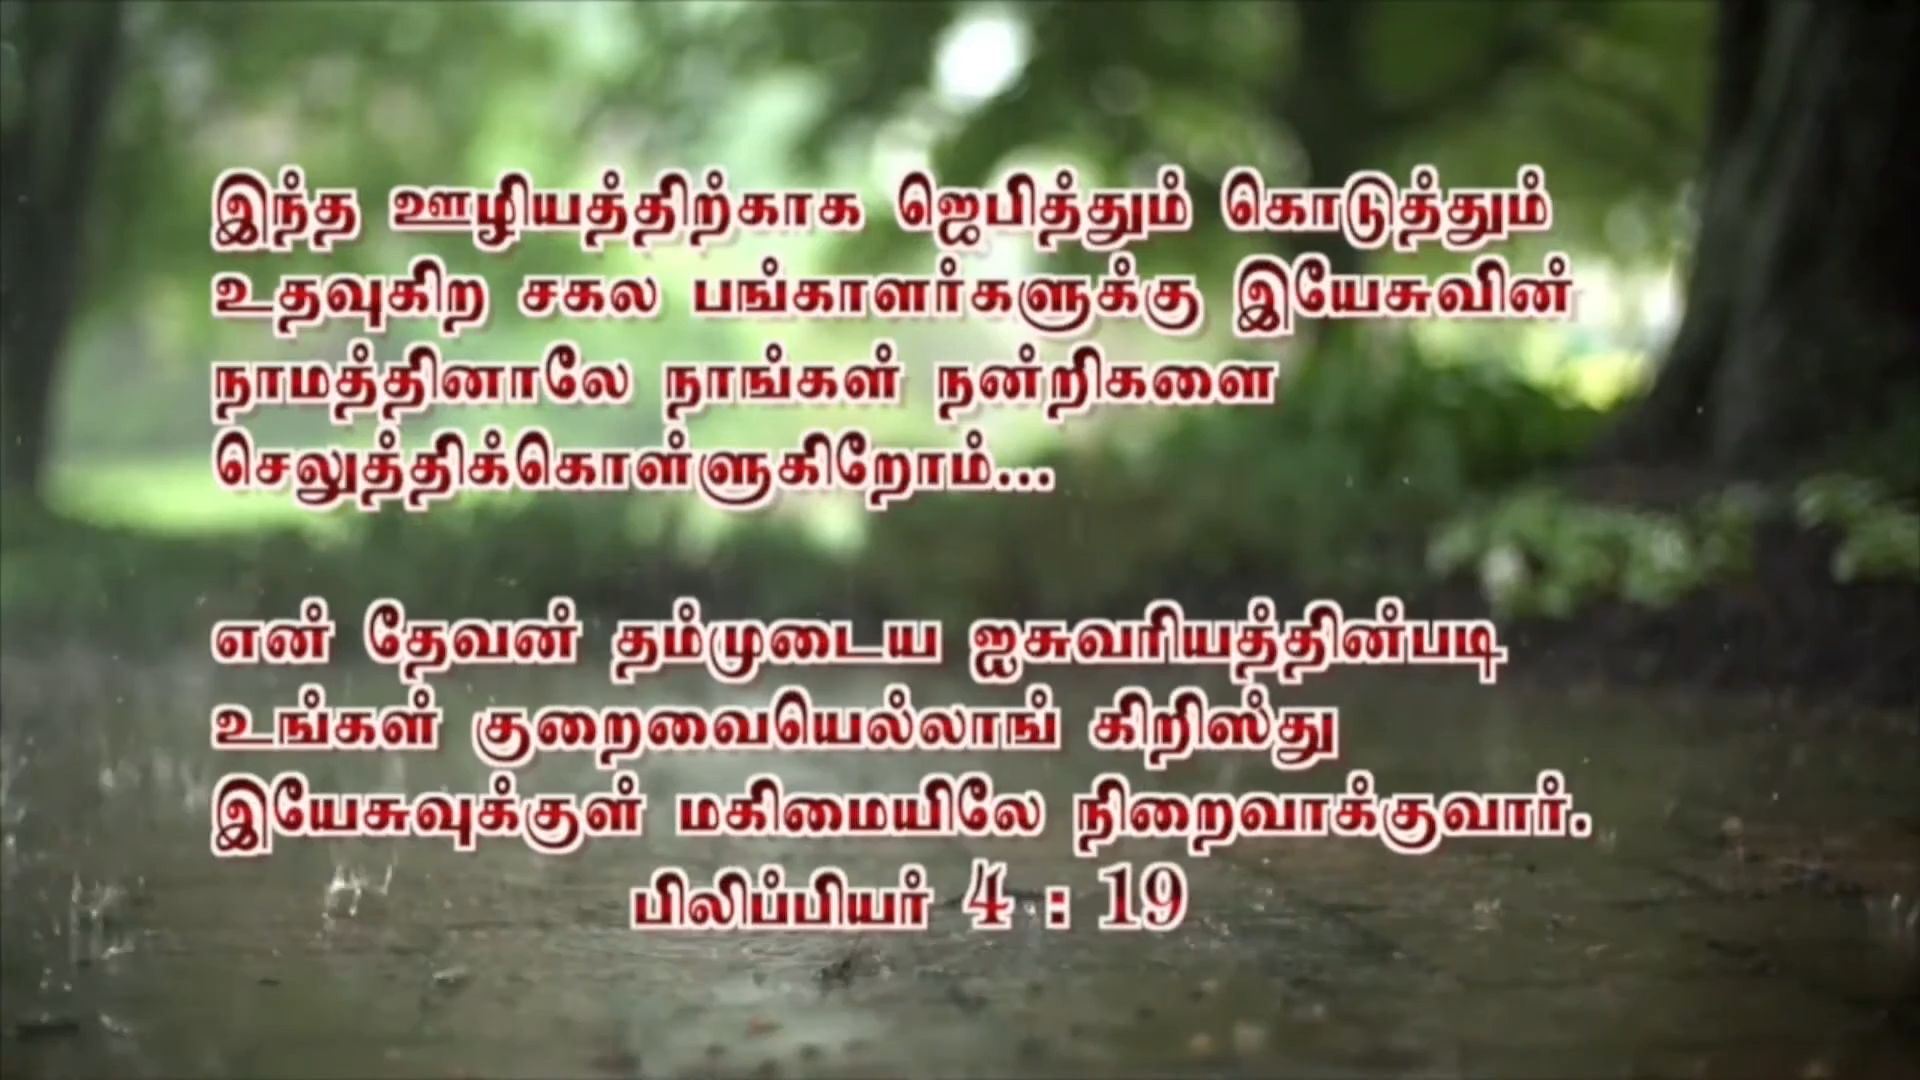 இந்த ஊழியத்திற்காக ஜெபித்தும் கொடுத்தும்
உதவுகிற சகல பங்காளர்களுக்கு இயேசுவின்
நாமத்தினாலே நாங்கள் நன்றிகளை
செலுத்திக்கொள்ளுகிறோம்...
என் தேவன் தம்முடைய ஐசுவரியத்தின்படி
உங்கள் குறைவையெல்லாங் கிறிஸ்து
இயேசுவுக்குள் மகிமையிலே நிறைவாக்குவார்.
பிலிப்பியர் 4 : 19